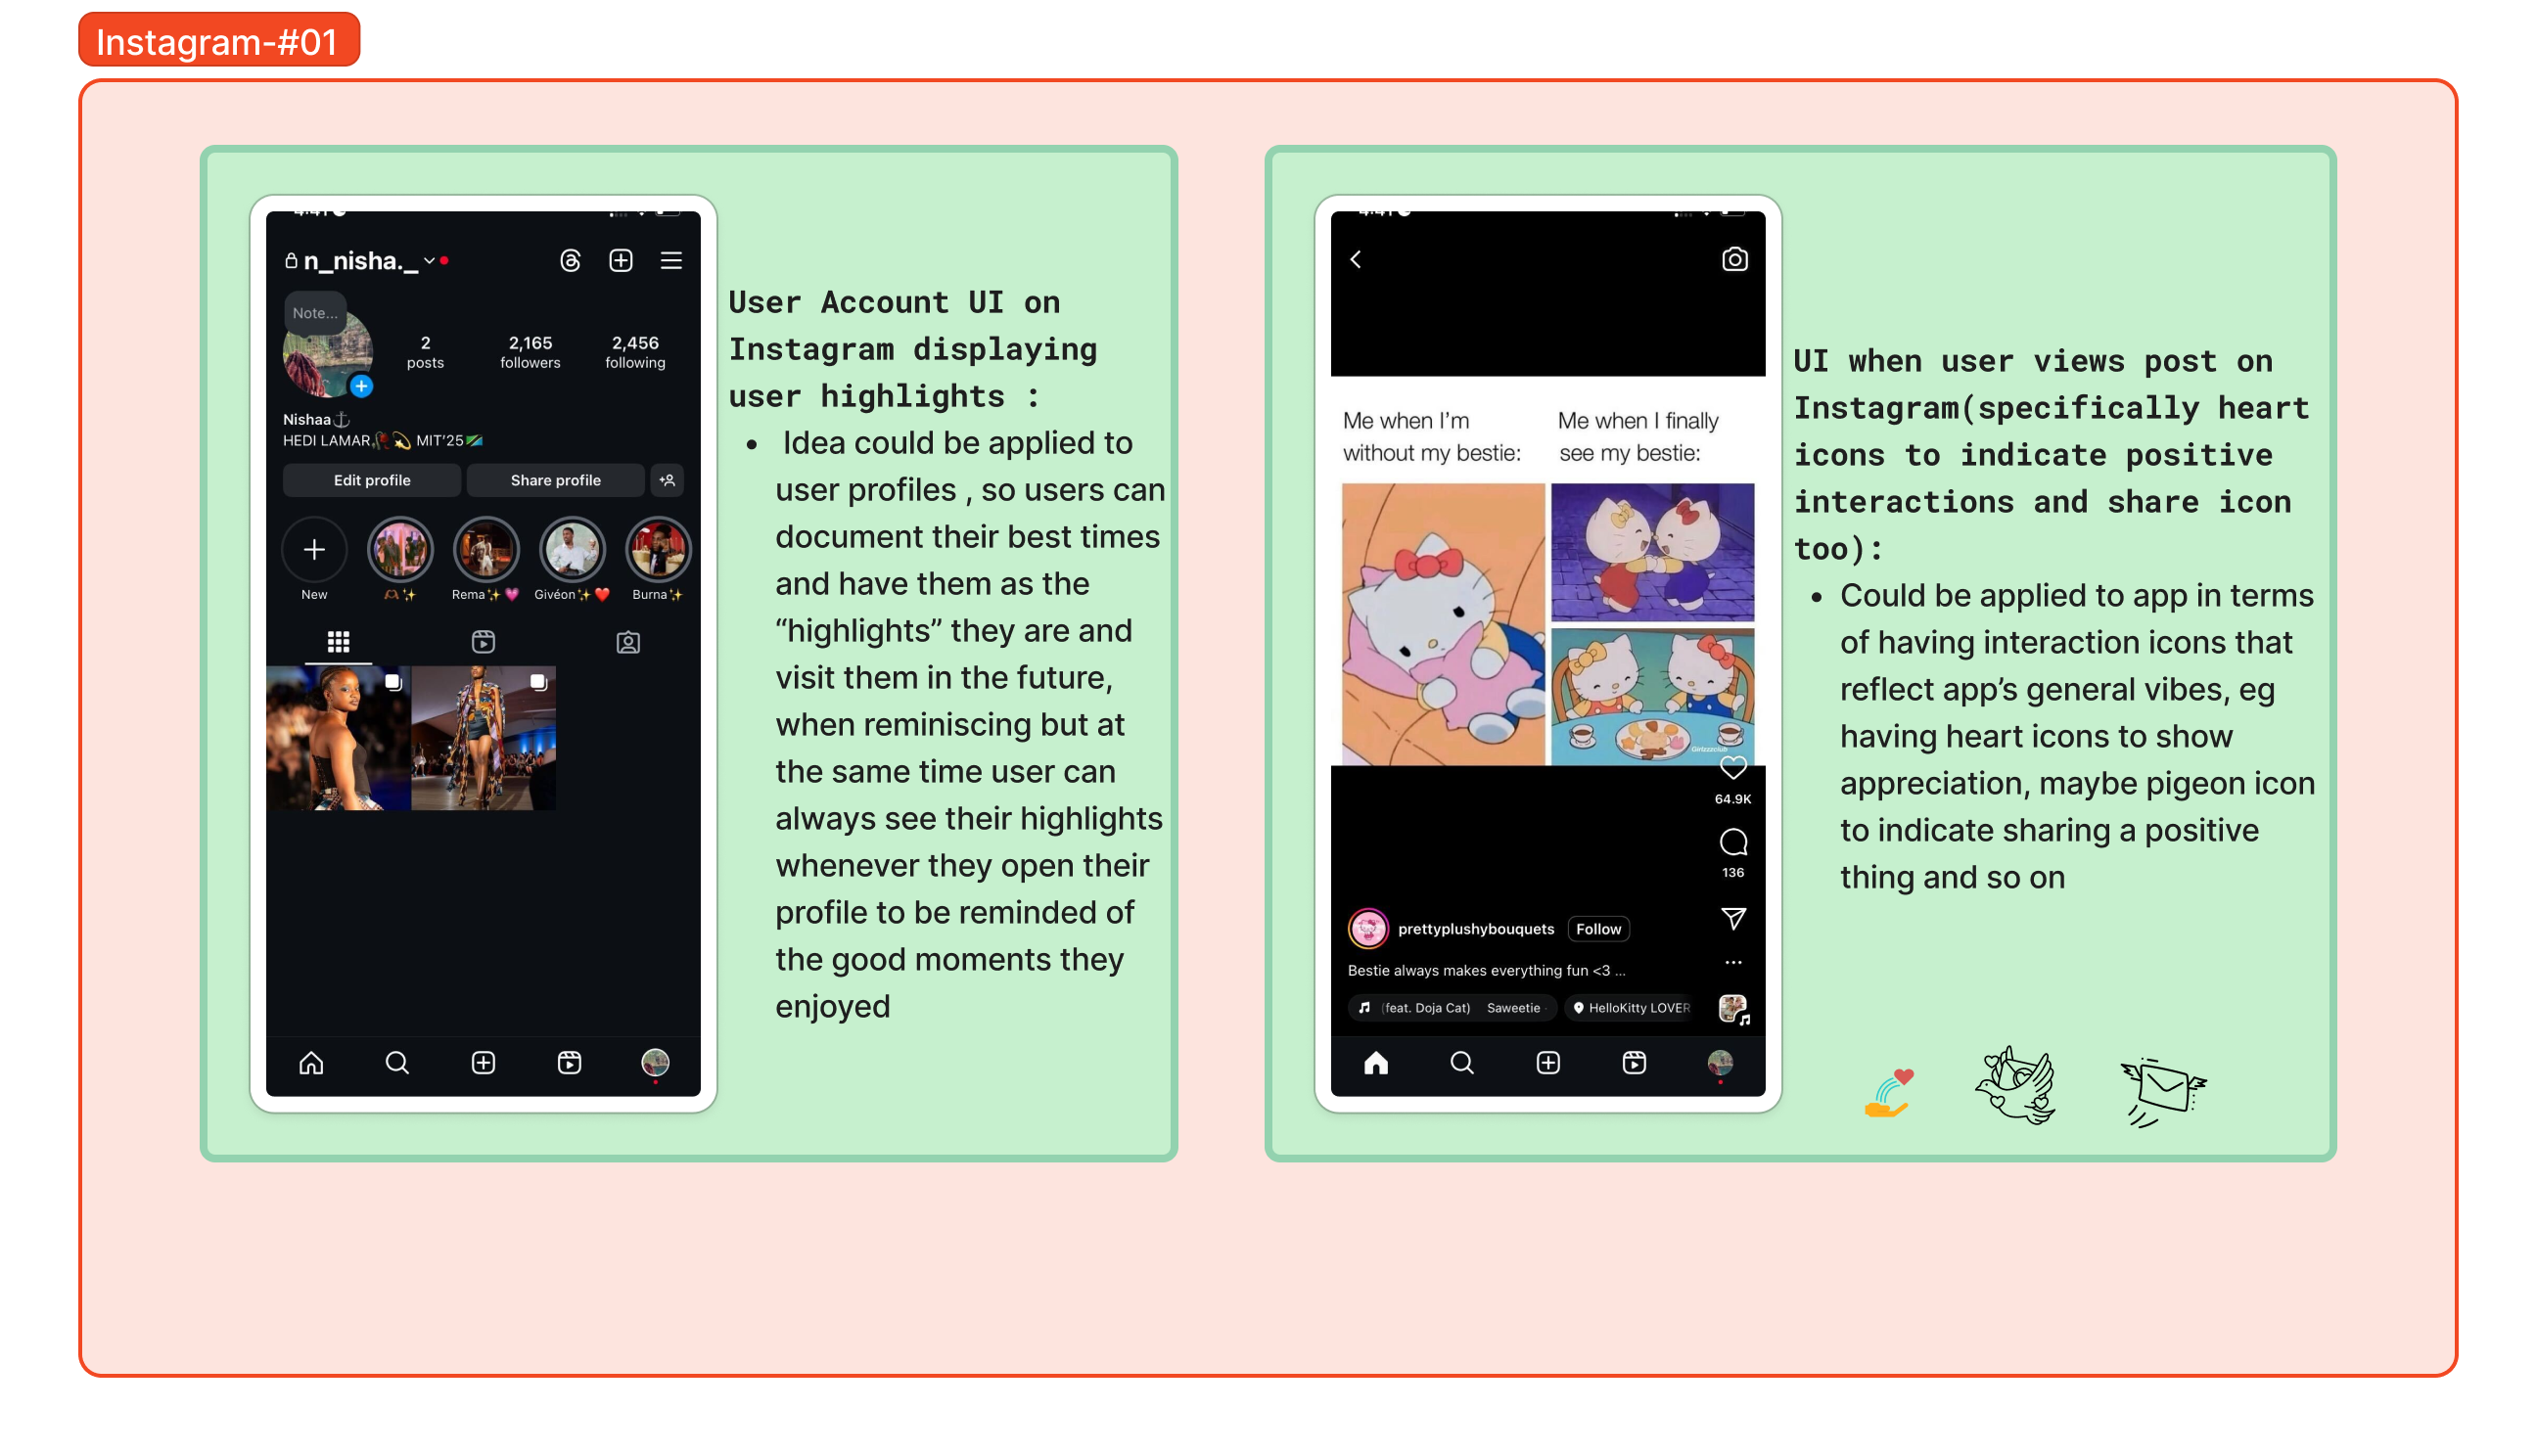 Instagram-#01
n_nisha._
Note...
2
posts
2,165
followers
2,456
following
Nishaa⚓
HEDI LAMAR🥀💫 MIT'25🇹🇿
Edit profile
Share profile
New
🫶🏾✨
Rema✨💗
Givéon✨❤️
Burna✨
User Account UI on
Instagram displaying
user highlights :
• Idea could be applied to
user profiles , so users can
document their best times
and have them as the
“highlights” they are and
visit them in the future,
when reminiscing but at
the same time user can
always see their highlights
whenever they open their
profile to be reminded of
the good moments they
enjoyed
Me when I’m
without my bestie:
Me when I finally
see my bestie:
Girlzzzclub
64.9K
136
prettyplushybouquets
Follow
Bestie always makes everything fun <3 ...
(feat. Doja Cat) Saweetie ·
HelloKitty LOVER
UI when user views post on
Instagram(specifically heart
icons to indicate positive
interactions and share icon
too):
• Could be applied to app in terms
of having interaction icons that
reflect app’s general vibes, eg
having heart icons to show
appreciation, maybe pigeon icon
to indicate sharing a positive
thing and so on